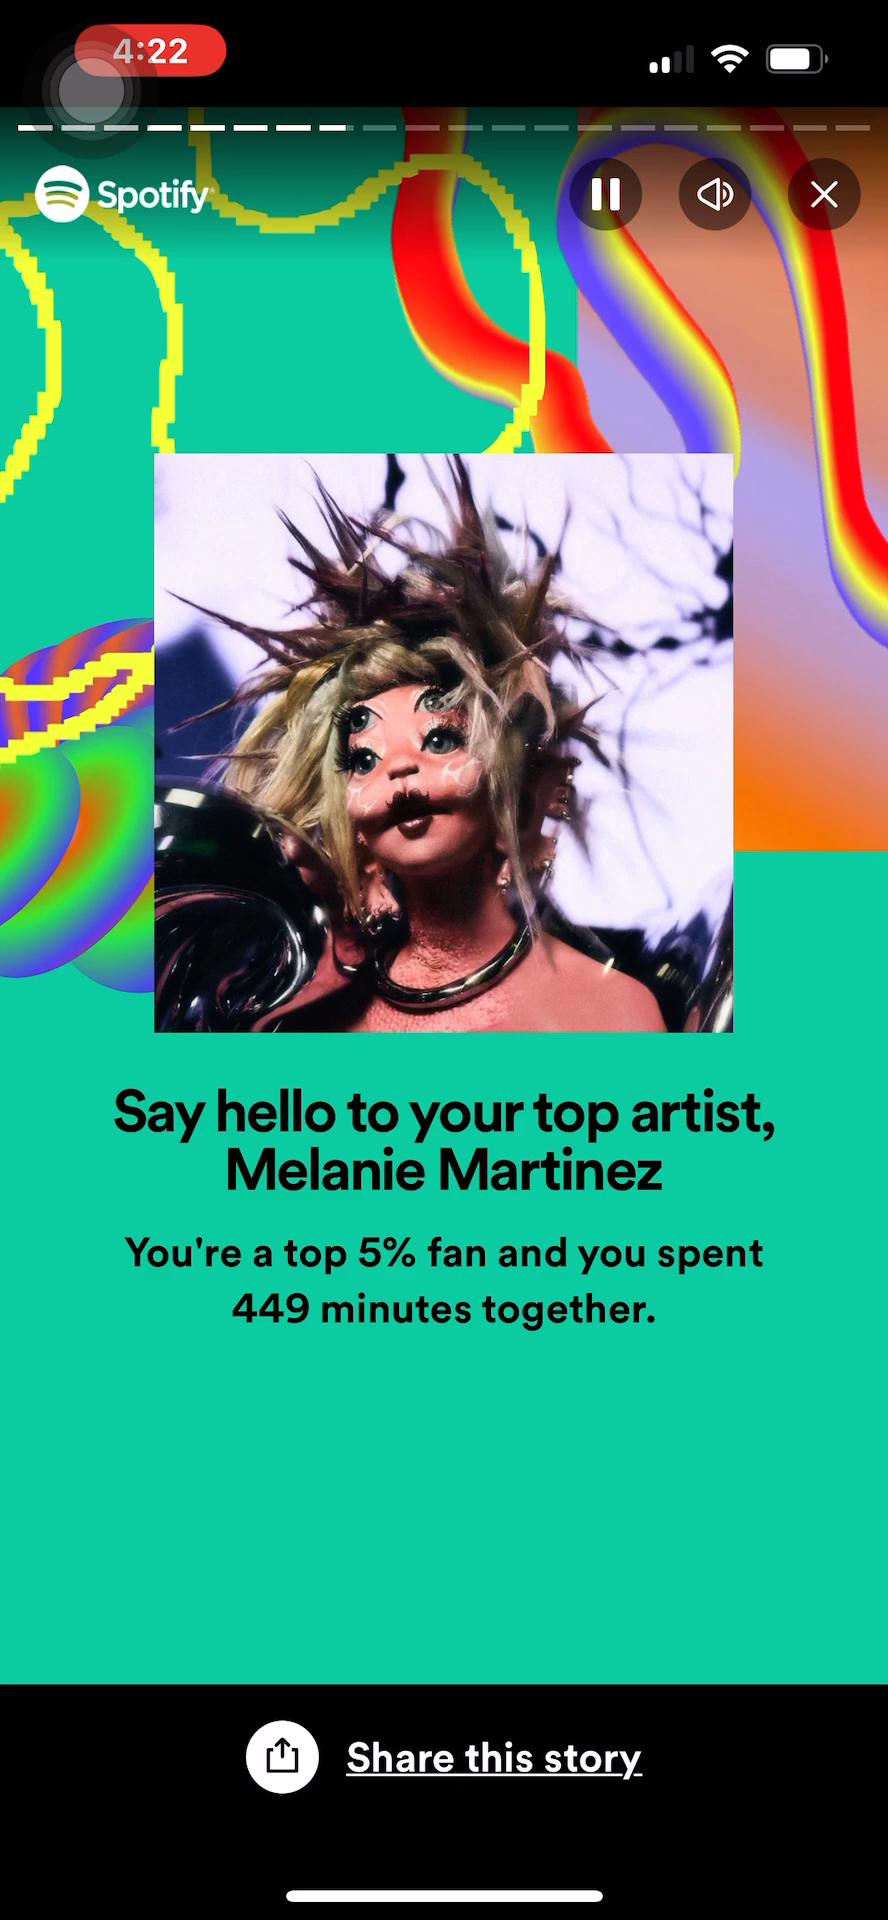 4:22
Spotify
Say hello to your top artist,
Melanie Martinez
You're a top 5% fan and you spent
449 minutes together.
Share this story